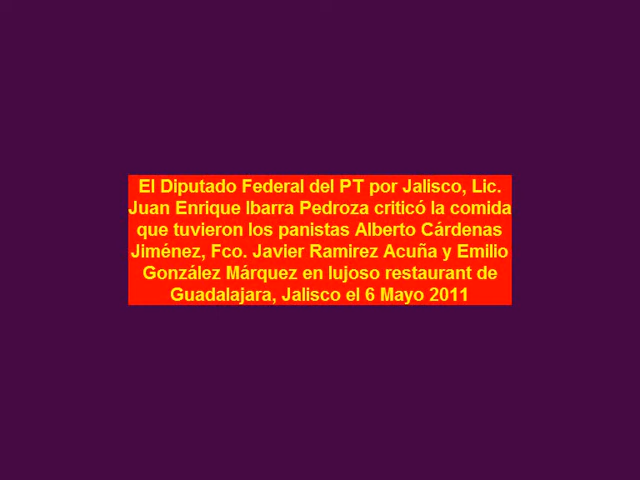 El Diputado Federal del PT por Jalisco, Lic.
Juan Enrique Ibarra Pedroza criticó la comida
que tuvieron los panistas Alberto Cárdenas
Jiménez, Fco. Javier Ramirez Acuña y Emilio
González Márquez en lujoso restaurant de
Guadalajara, Jalisco el 6 Mayo 2011